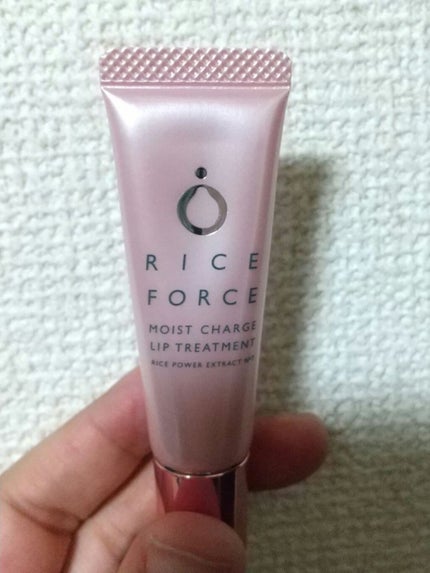 RICE
FORCE
MOIST CHARGE
LIP TREATMENT
RICE POWER EXTRACT